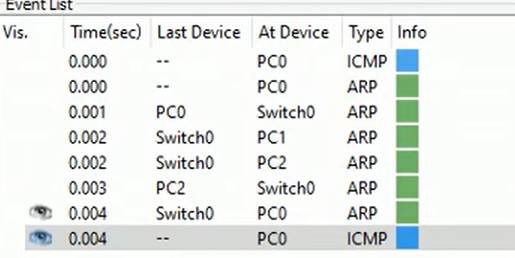 Event List
Vis. Time(sec) Last Device At Device Type Info
0.000 -- PC0 ICMP
0.000 -- PC0 ARP
0.001 PC0 Switch0 ARP
0.002 Switch0 PC1 ARP
0.002 Switch0 PC2 ARP
0.003 PC2 Switch0 ARP
0.004 Switch0 PC0 ARP
0.004 -- PC0 ICMP